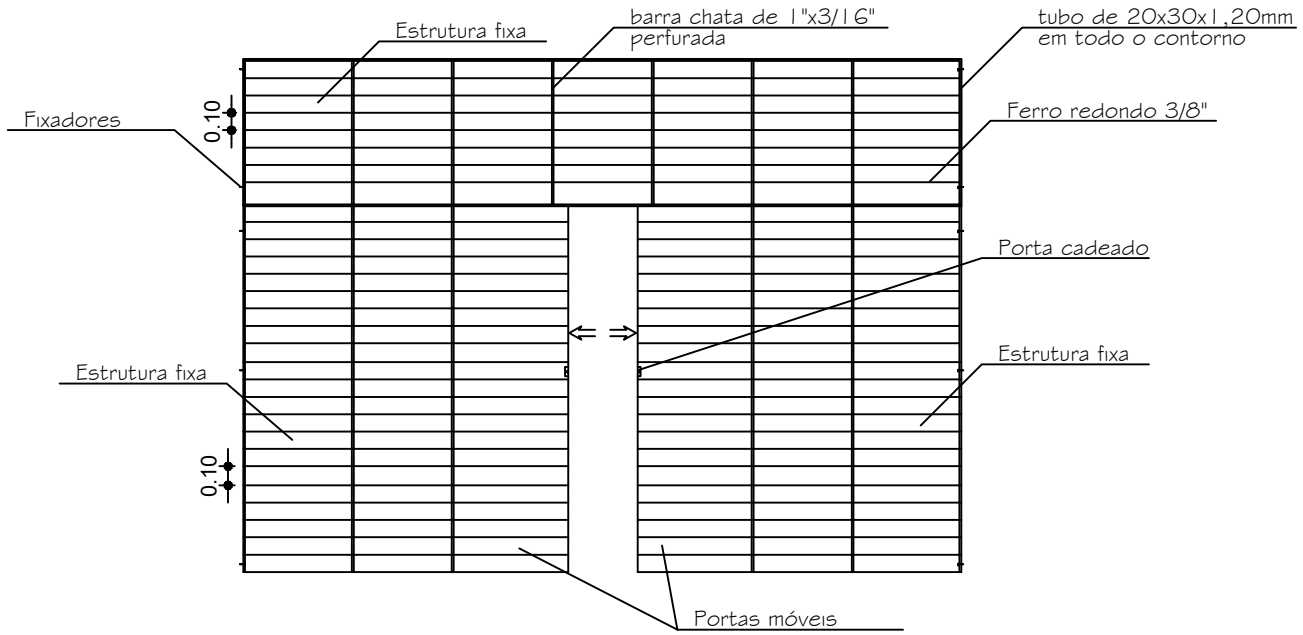 barra chata de 1"x3/16"
perfurada
tubo de 20x30x1,20mm
em todo o contorno
Estrutura fixa
Fixadores
0.10
Ferro redondo 3/8"
Porta cadeado
Estrutura fixa
Estrutura fixa
0.10
Portas móveis